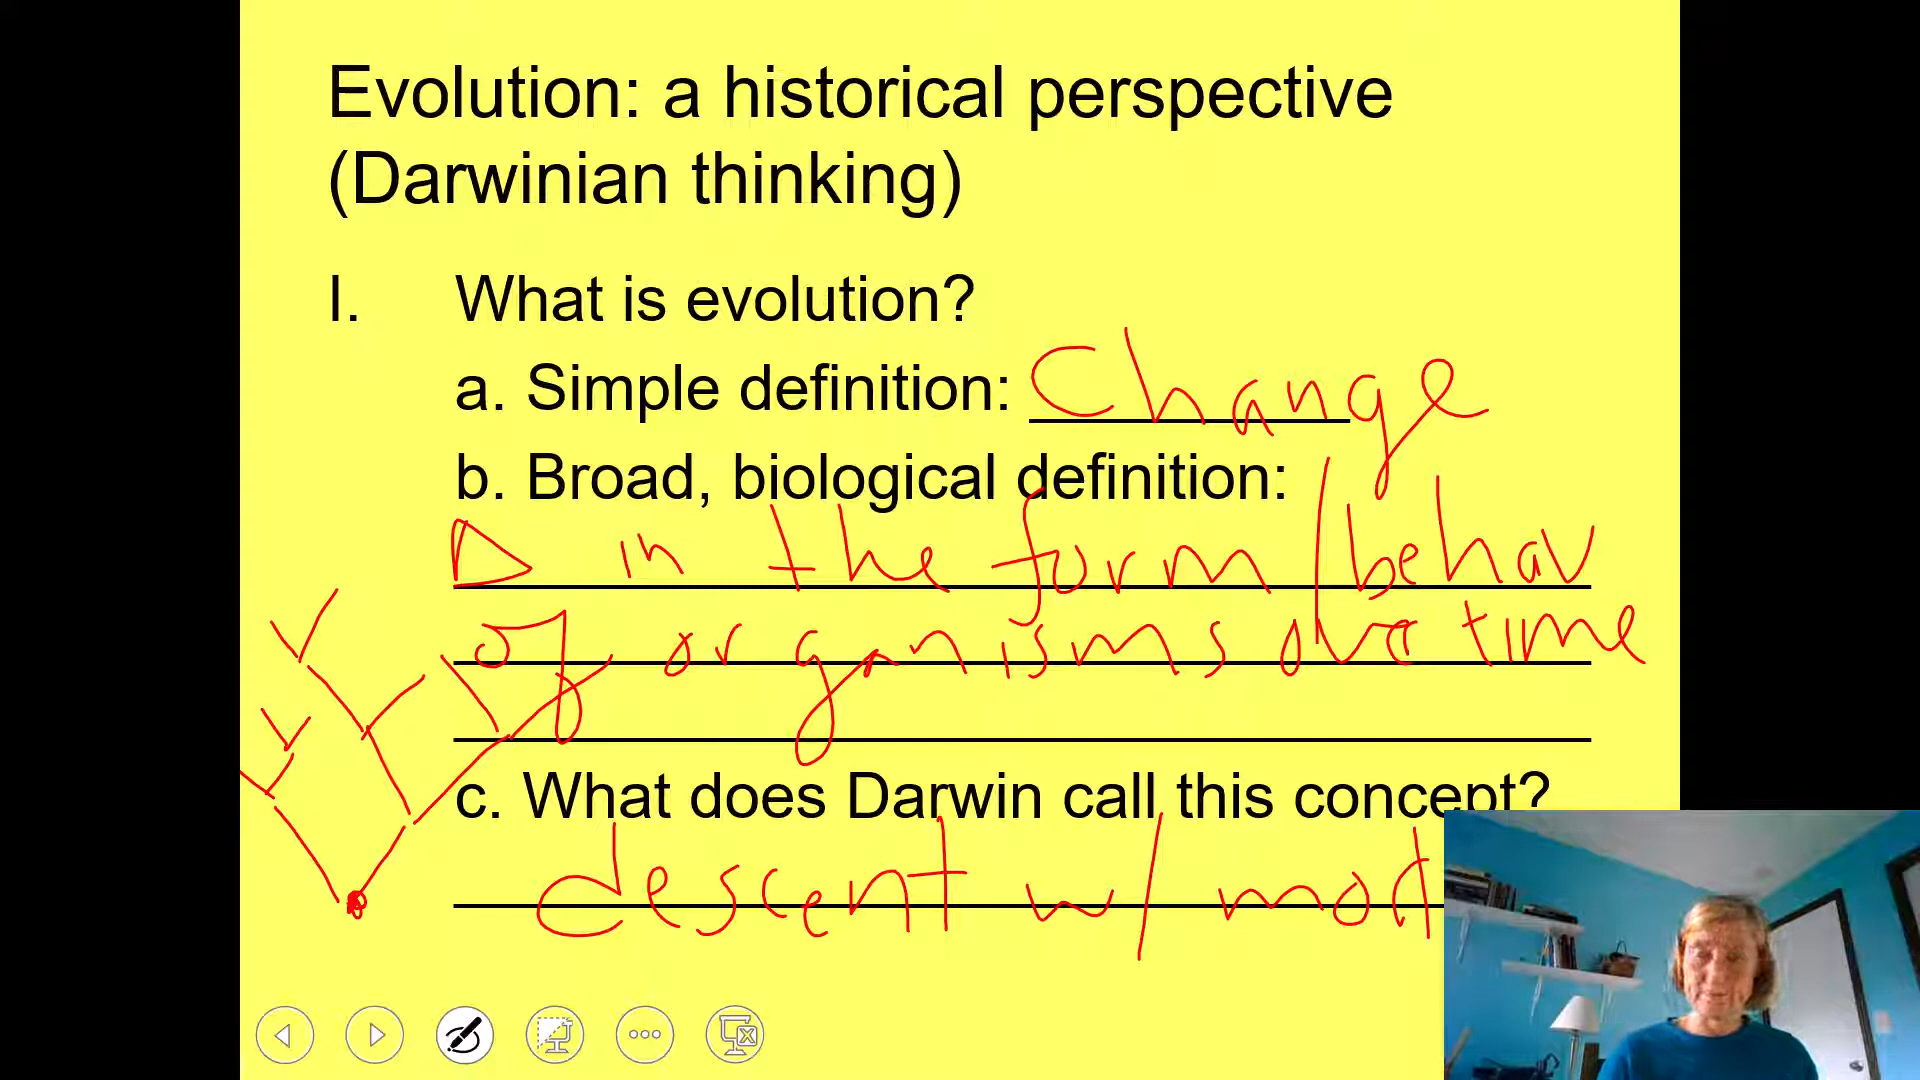 Evolution: a historical perspective
(Darwinian thinking)
I. What is evolution?
a. Simple definition: Change
b. Broad, biological definition:
Δ in the form/behav
of organisms over time
c. What does Darwin call this concept?
descent w/ mod